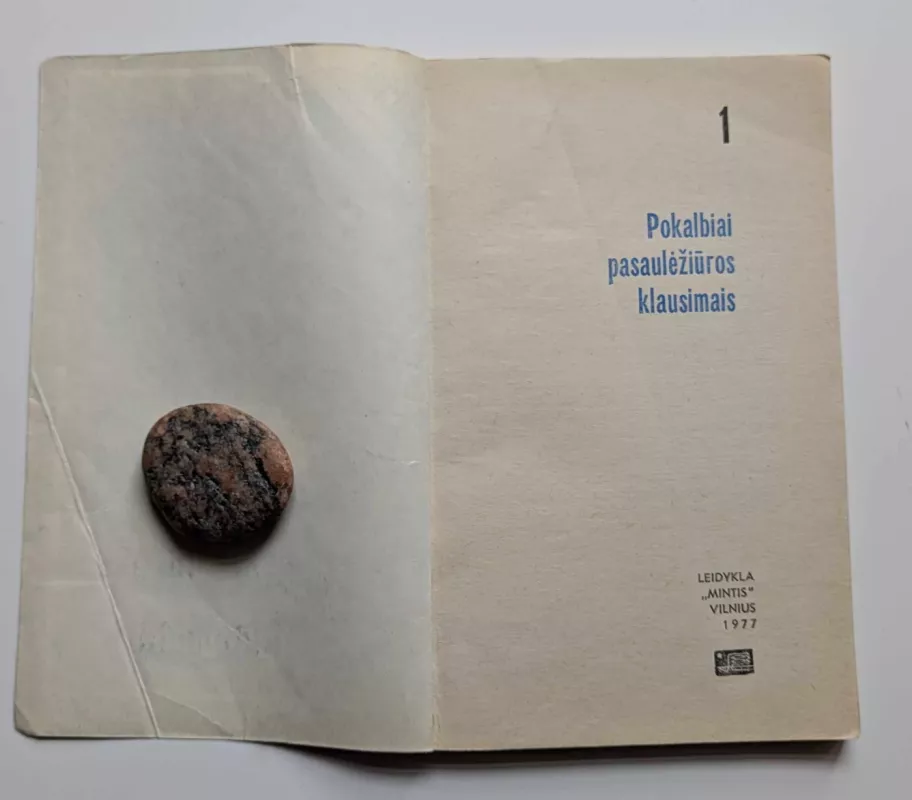 1
Pokalbiai
pasaulėžiūros
klausimais
LEIDYKLA
„MINTIS"
VILNIUS
1977